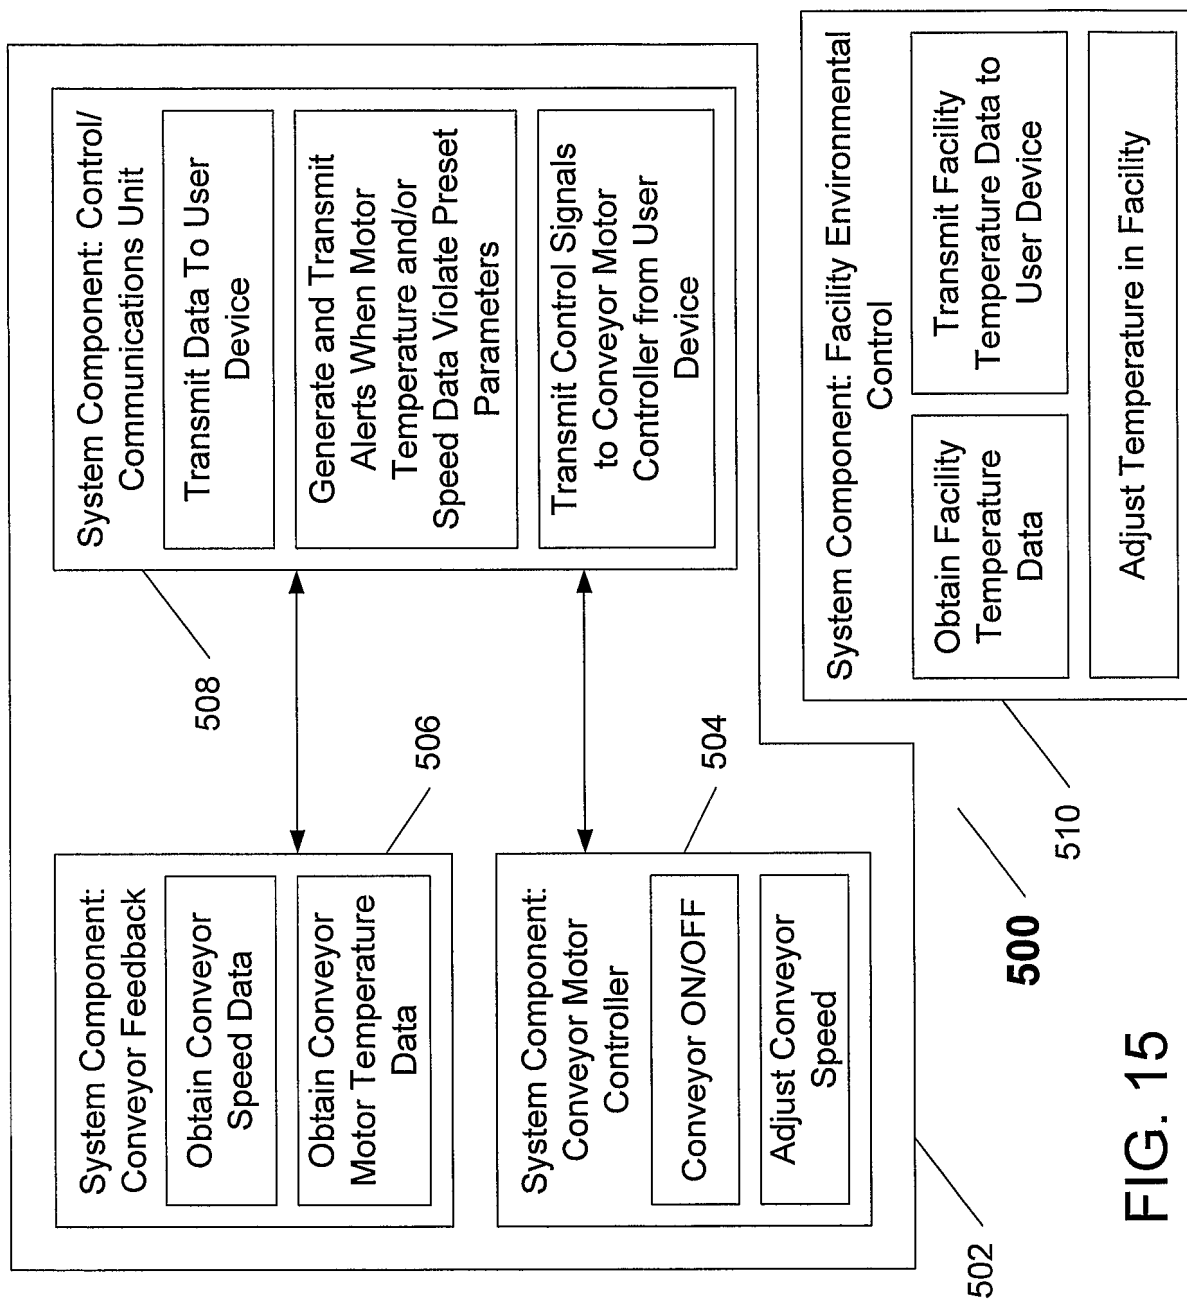 System Component:
Conveyor Feedback
Obtain Conveyor
Speed Data
Obtain Conveyor
Motor Temperature
Data
506
System Component:
Conveyor Motor
Controller
Conveyor ON/OFF
Adjust Conveyor
Speed
504
502
System Component: Control/
Communications Unit
Transmit Data To User
Device
Generate and Transmit
Alerts When Motor
Temperature and/or
Speed Data Violate Preset
Parameters
Transmit Control Signals
to Conveyor Motor
Controller from User
Device
508
System Component: Facility Environmental
Control
Obtain Facility
Temperature
Data
Transmit Facility
Temperature Data to
User Device
Adjust Temperature in Facility
510
500
FIG. 15